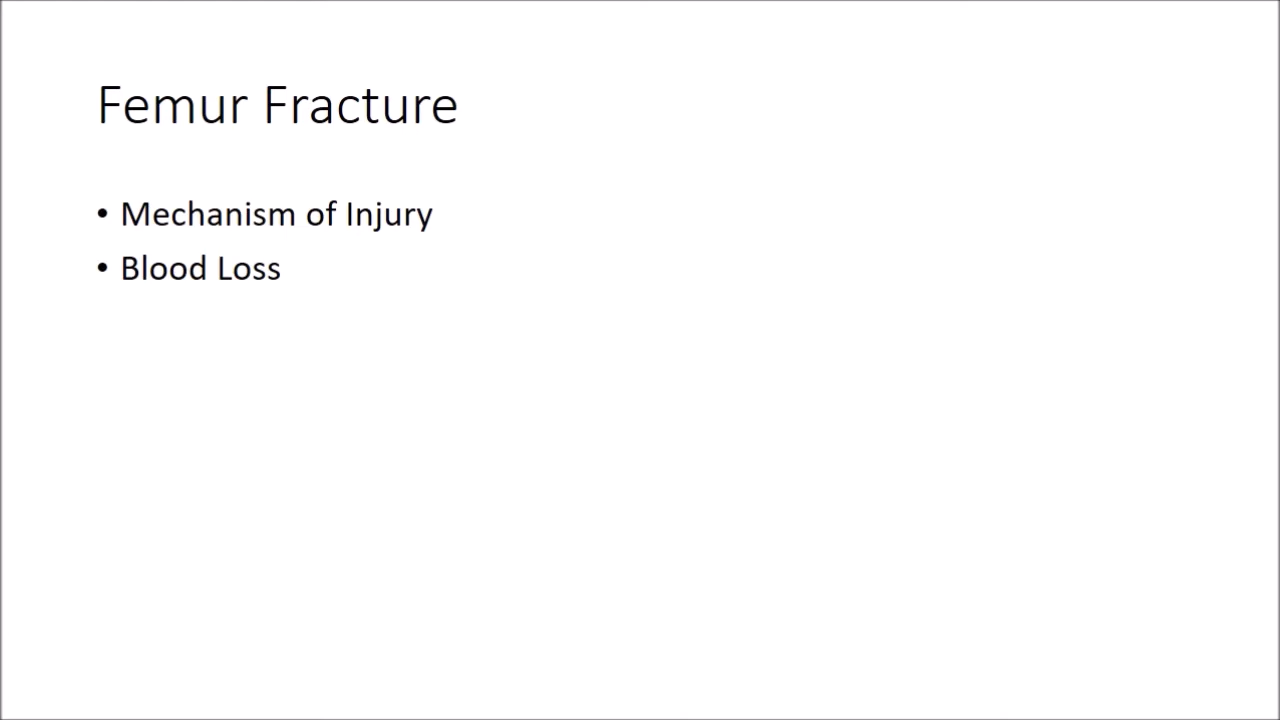 Femur Fracture
• Mechanism of Injury
• Blood Loss